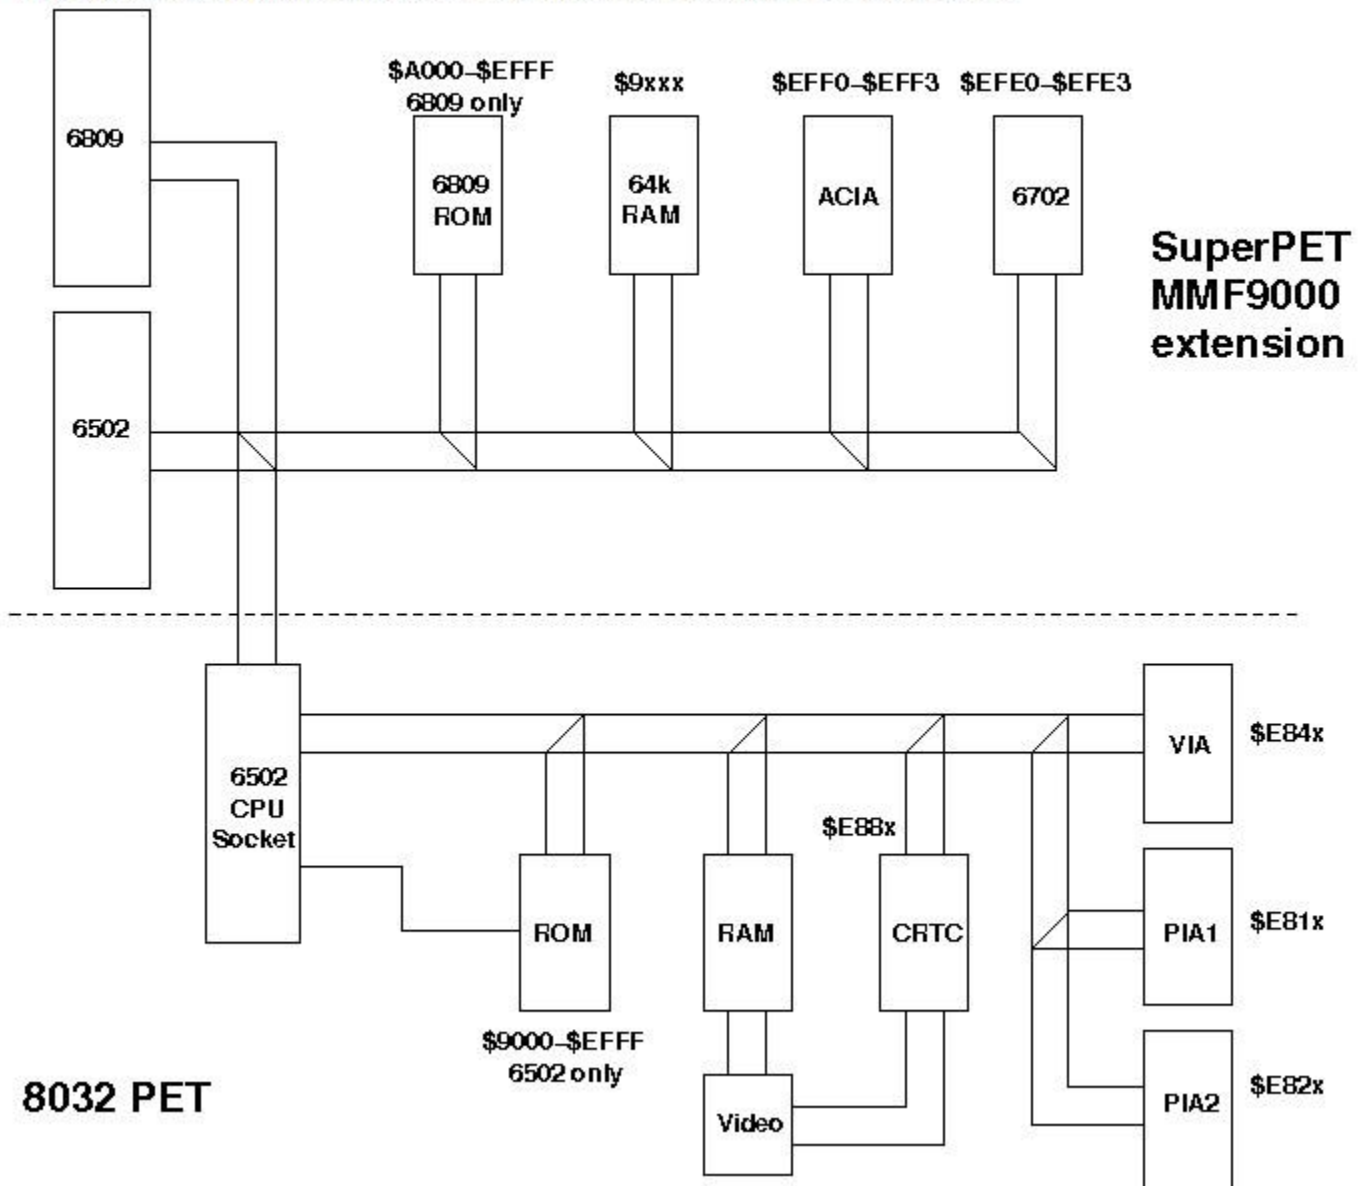 $A000–$EFFF
6809 only
$9xxx
$EFF0–$EFF3
$EFE0–$EFE3
6809
6809
ROM
64k
RAM
ACIA
6702
SuperPET
MMF9000
extension
6502
6502
CPU
Socket
VIA
$E84x
$E88x
ROM
RAM
CRTC
PIA1
$E81x
$9000–$EFFF
6502 only
8032 PET
Video
PIA2
$E82x